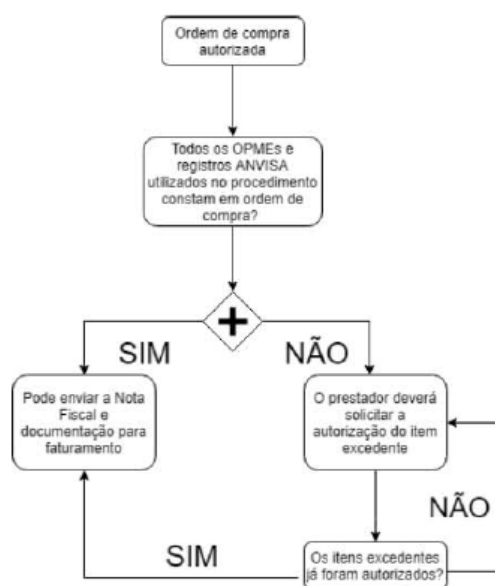 Ordem de compra
autorizada
Todos os OPMEs e
registros ANVISA
utilizados no procedimento
constam em ordem de
compra?
SIM
NÃO
Pode enviar a Nota
Fiscal e
documentação para
faturamento
O prestador deverá
solicitar a
autorização do item
excedente
NÃO
SIM
Os itens excedentes
já foram autorizados?